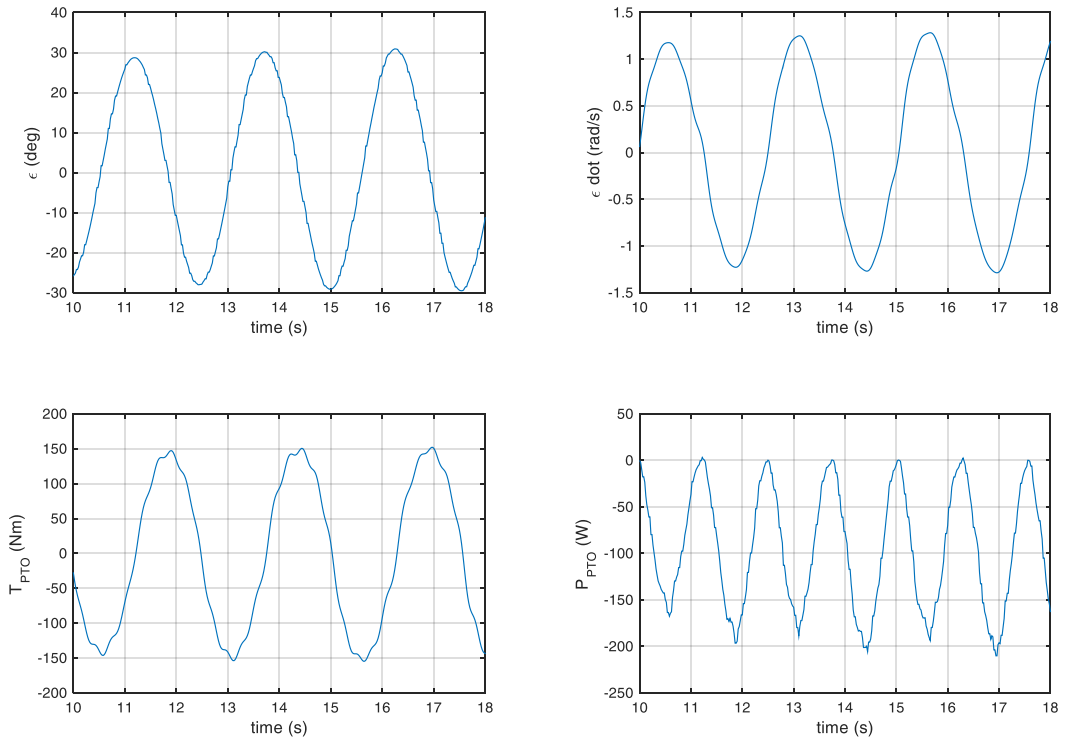 40
30
20
10
0
-10
-20
-30
ϵ (deg)
10 11 12 13 14 15 16 17 18
time (s)
1.5
1
0.5
0
-0.5
-1
-1.5
ϵ dot (rad/s)
10 11 12 13 14 15 16 17 18
time (s)
200
150
100
50
0
-50
-100
-150
-200
T_PTO (Nm)
10 11 12 13 14 15 16 17 18
time (s)
50
0
-50
-100
-150
-200
-250
P_PTO (W)
10 11 12 13 14 15 16 17 18
time (s)